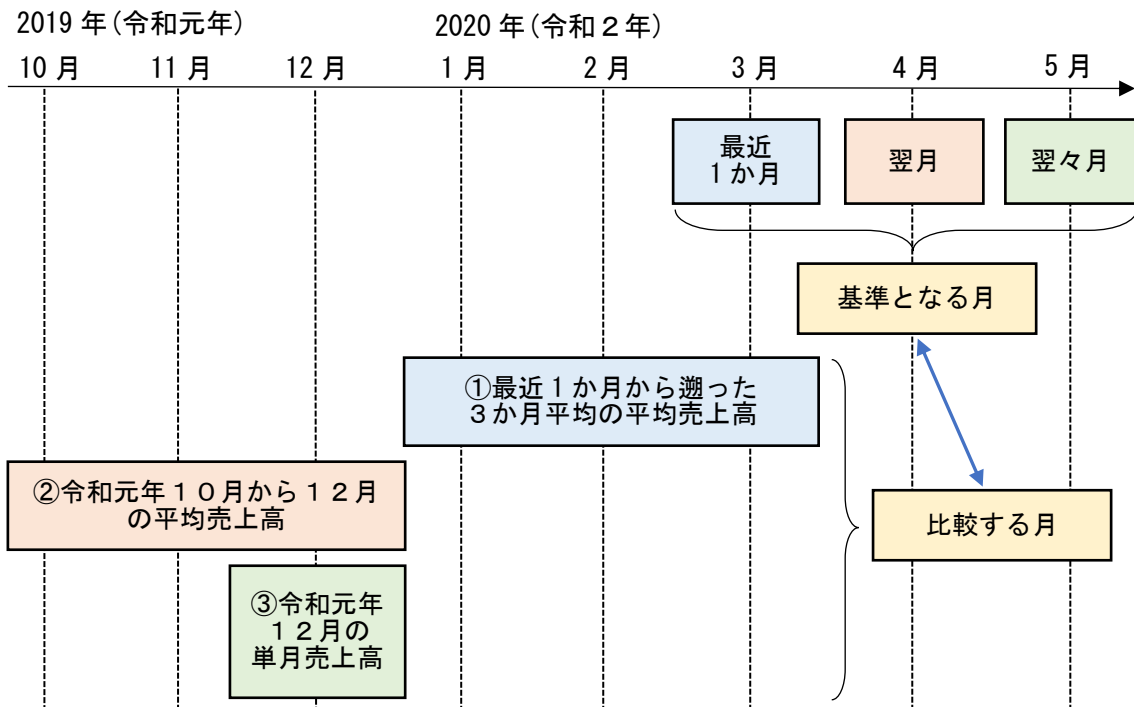 2019 年(令和元年)
2020 年(令和２年)
10 月
11 月
12 月
1 月
2 月
3 月
4 月
5 月
最近
１か月
翌月
翌々月
基準となる月
①最近１か月から遡った
３か月平均の平均売上高
②令和元年１０月から１２月
の平均売上高
比較する月
③令和元年
１２月の
単月売上高